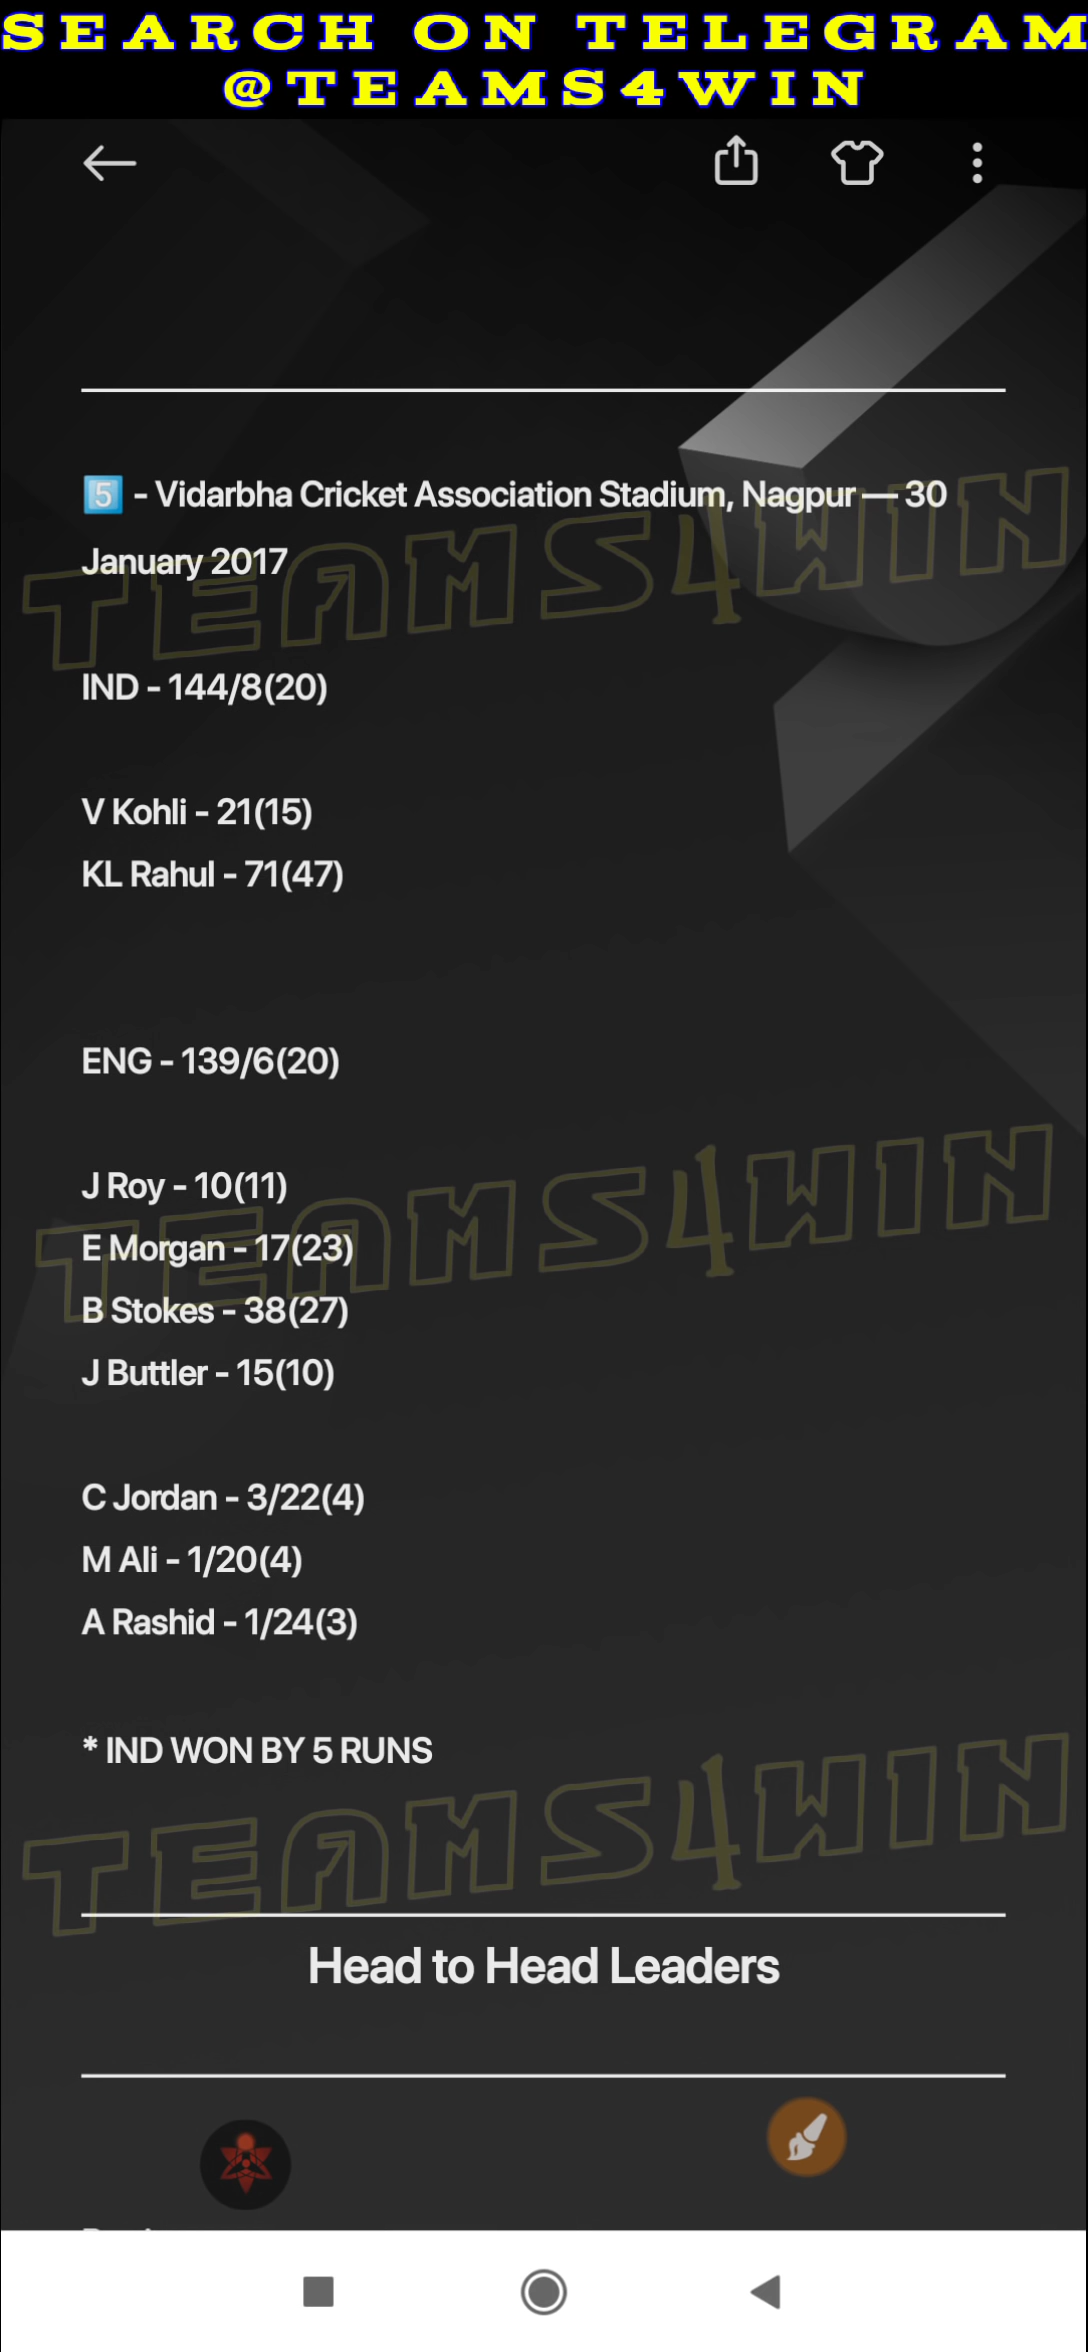 SEARCH ON TELEGRAM
@TEAMS4WIN
5️⃣ - Vidarbha Cricket Association Stadium, Nagpur — 30
January 2017
TEAMS4WIN
IND - 144/8(20)
V Kohli - 21(15)
KL Rahul - 71(47)
ENG - 139/6(20)
J Roy - 10(11)
TEAMS4WIN
E Morgan - 17(23)
B Stokes - 38(27)
J Buttler - 15(10)
C Jordan - 3/22(4)
M Ali - 1/20(4)
A Rashid - 1/24(3)
* IND WON BY 5 RUNS
TEAMS4WIN
Head to Head Leaders